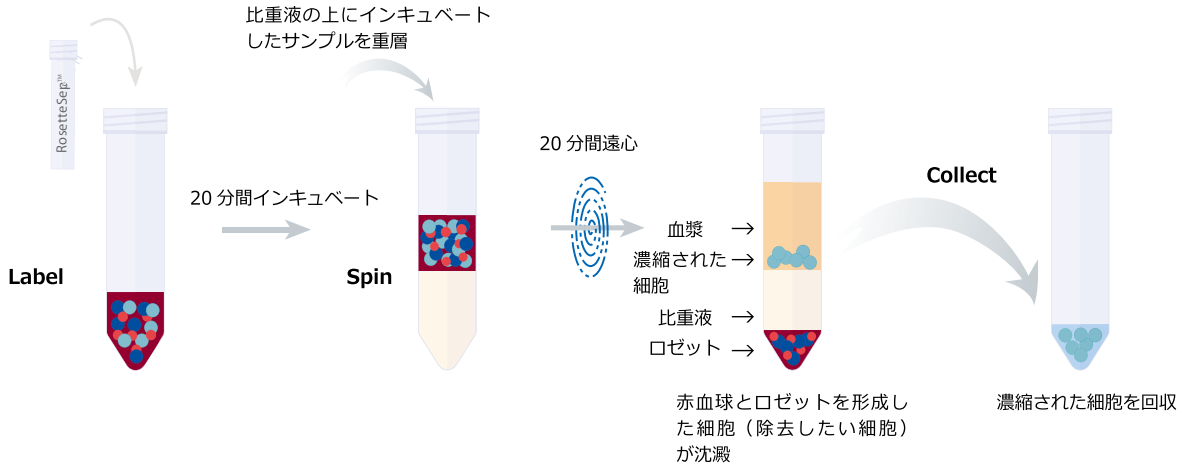 比重液の上にインキュベート
したサンプルを重層
RosetteSep™
20 分間インキュベート
Label
Spin
20 分間遠心
血漿
濃縮された
細胞
比重液
ロゼット
Collect
赤血球とロゼットを形成し
た細胞（除去したい細胞）
が沈澱
濃縮された細胞を回収